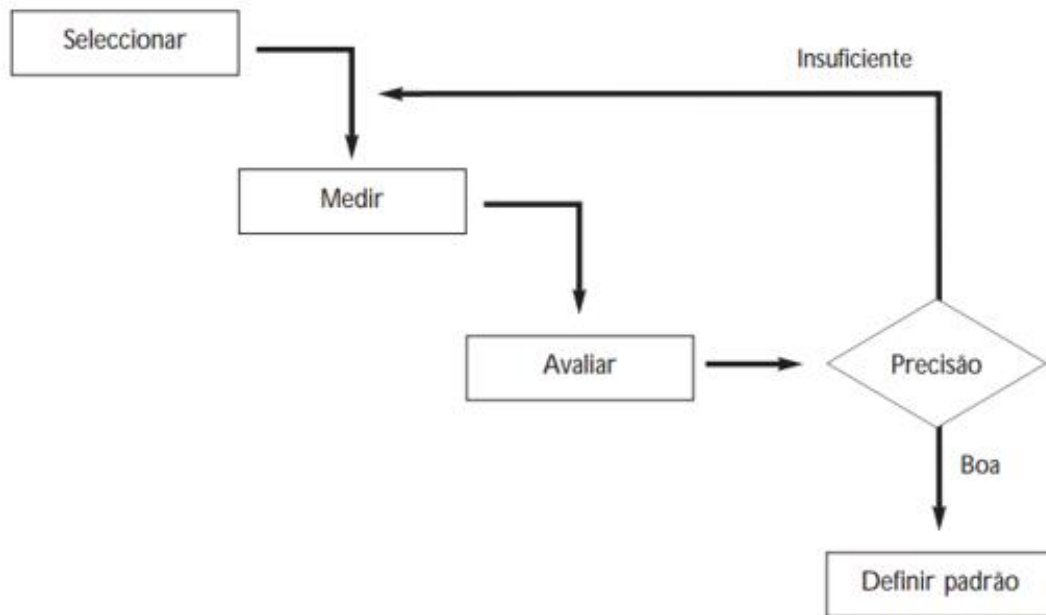 Seleccionar
Insuficiente
Medir
Avaliar
Precisão
Boa
Definir padrão